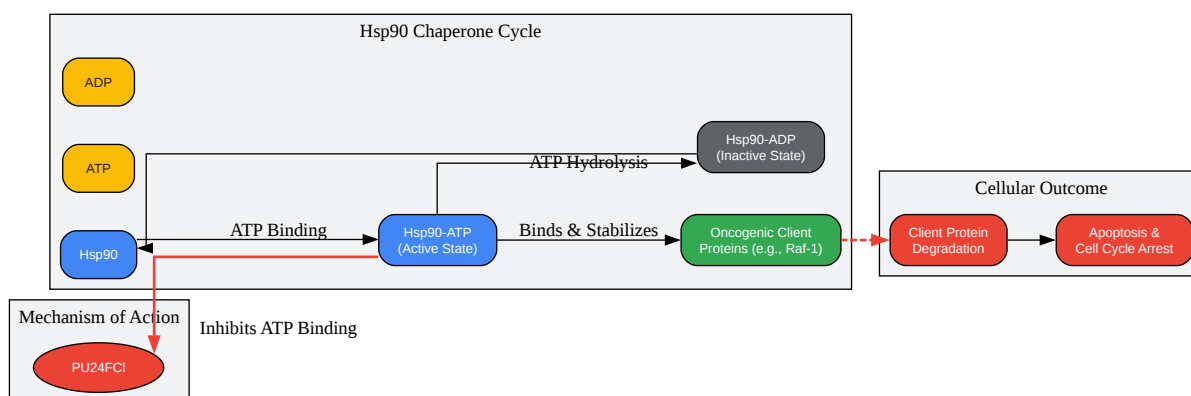 Hsp90 Chaperone Cycle
ADP
ATP
Hsp90-ADP
(Inactive State)
ATP Hydrolysis
Cellular Outcome
Hsp90
ATP Binding
Hsp90-ATP
(Active State)
Binds & Stabilizes
Oncogenic Client
Proteins (e.g., Raf-1)
Client Protein
Degradation
Apoptosis &
Cell Cycle Arrest
Mechanism of Action
Inhibits ATP Binding
PU24FCl